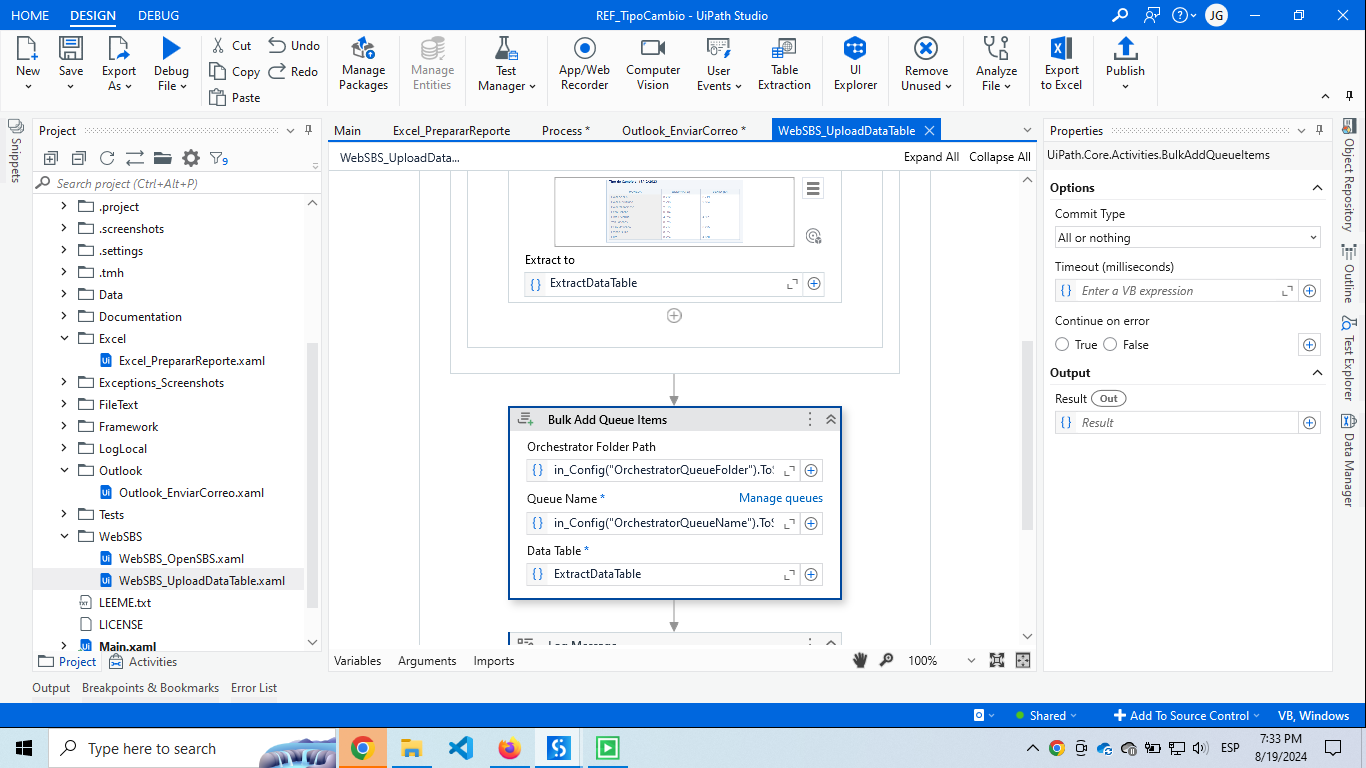 HOME DESIGN DEBUG
REF_TipoCambio - UiPath Studio
JG
New
Save
Export As
Debug File
Cut
Copy
Paste
Undo
Redo
Manage Packages
Manage Entities
Test Manager
App/Web Recorder
Computer Vision
User Events
Table Extraction
UI Explorer
Remove Unused
Analyze File
Export to Excel
Publish
Snippets
Project
9
Search project (Ctrl+Alt+P)
.project
.screenshots
.settings
.tmh
Data
Documentation
Excel
Excel_PrepararReporte.xaml
Exceptions_Screenshots
FileText
Framework
LogLocal
Outlook
Outlook_EnviarCorreo.xaml
Tests
WebSBS
WebSBS_OpenSBS.xaml
WebSBS_UploadDataTable.xaml
LEEME.txt
LICENSE
Main.xaml
Project Activities
Main Excel_PrepararReporte Process * Outlook_EnviarCorreo * WebSBS_UploadDataTable
WebSBS_UploadData... Expand All Collapse All
Extract to
ExtractDataTable
Bulk Add Queue Items
Orchestrator Folder Path
in_Config("OrchestratorQueueFolder").ToS
Queue Name * Manage queues
in_Config("OrchestratorQueueName").ToS
Data Table *
ExtractDataTable
Log Message
Variables Arguments Imports 100%
Properties
UiPath.Core.Activities.BulkAddQueueItems
Options
Commit Type
All or nothing
Timeout (milliseconds)
Enter a VB expression
Continue on error
True False
Output
Result Out
Result
Object Repository
Outline
Test Explorer
Data Manager
Output Breakpoints & Bookmarks Error List
Shared Add To Source Control VB, Windows
Type here to search
ESP
7:33 PM
8/19/2024